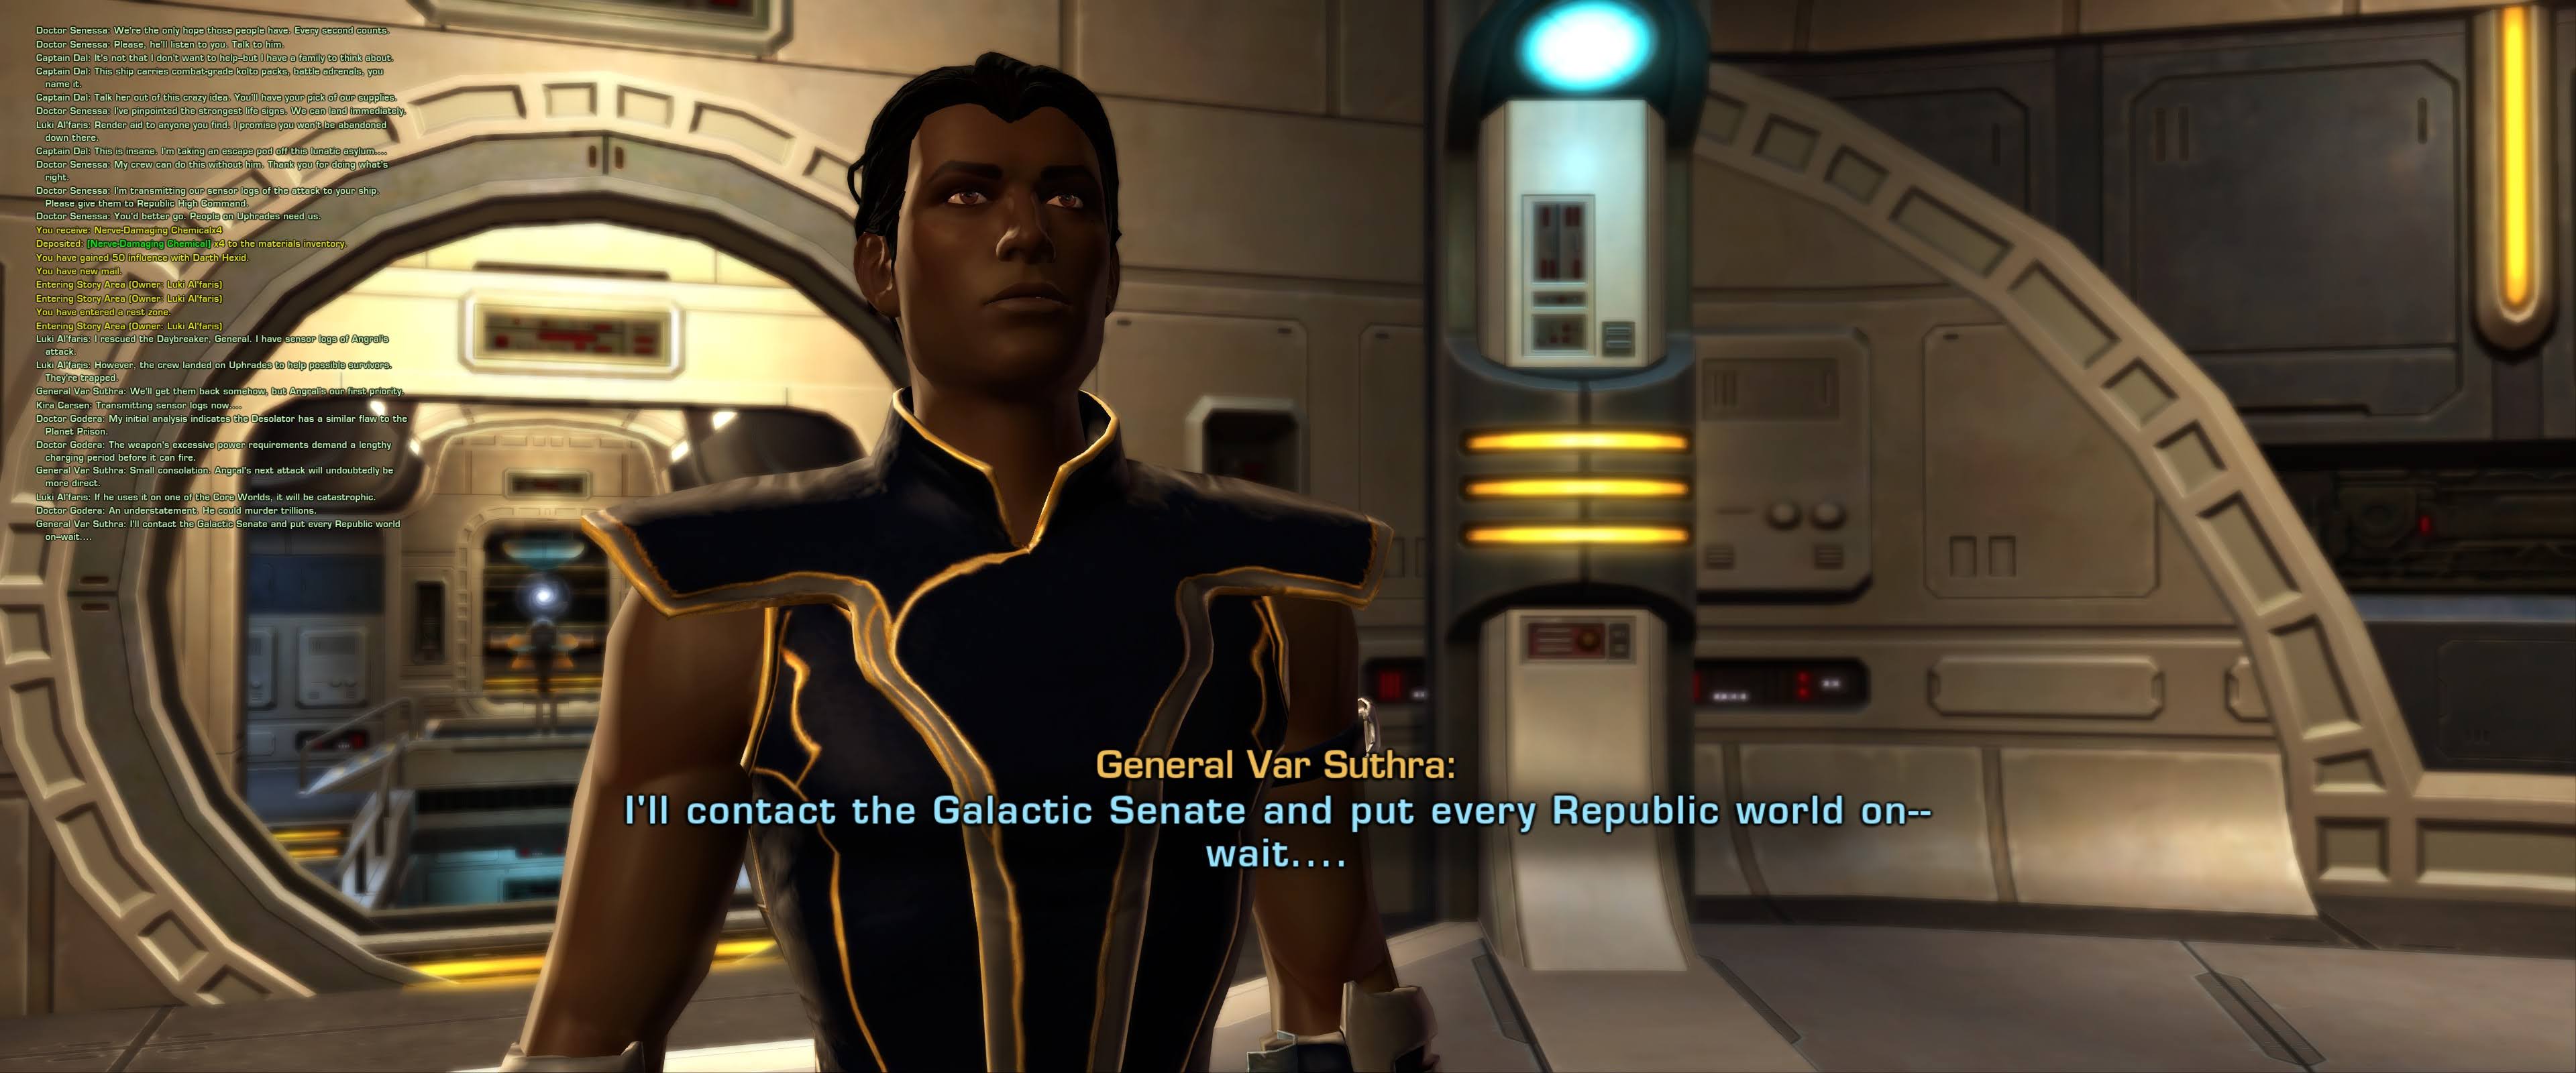 Doctor Senessa: We're the only hope those people have. Every second counts.
Doctor Senessa: Please, he'll listen to you. Talk to him.
Captain Dal: It's not that I don't want to help--but I have a family to think about.
Captain Dal: This ship carries combat-grade kolto packs, battle adrenals, you
name it.
Captain Dal: Talk her out of this crazy idea. You'll have your pick of our supplies.
Doctor Senessa: I've pinpointed the strongest life signs. We can land immediately.
Luki Al'faris: Render aid to anyone you find. I promise you won't be abandoned
down there.
Captain Dal: This is insane. I'm taking an escape pod off this lunatic asylum....
Doctor Senessa: My crew can do this without him. Thank you for doing what's
right.
Doctor Senessa: I'm transmitting our sensor logs of the attack to your ship.
Please give them to Republic High Command.
Doctor Senessa: You'd better go. People on Uphrades need us.
You receive: Nerve-Damaging Chemicalx4
Deposited: [Nerve-Damaging Chemical] x4 to the materials inventory.
You have gained 50 influence with Darth Hexid.
You have new mail.
Entering Story Area (Owner: Luki Al'faris)
Entering Story Area (Owner: Luki Al'faris)
You have entered a rest zone.
Entering Story Area (Owner: Luki Al'faris)
Luki Al'faris: I rescued the Daybreaker, General. I have sensor logs of Angral's
attack.
Luki Al'faris: However, the crew landed on Uphrades to help possible survivors.
They're trapped.
General Var Suthra: We'll get them back somehow, but Angral's our first priority.
Kira Carsen: Transmitting sensor logs now....
Doctor Godera: My initial analysis indicates the Desolator has a similar flaw to the
Planet Prison.
Doctor Godera: The weapon's excessive power requirements demand a lengthy
charging period before it can fire.
General Var Suthra: Small consolation. Angral's next attack will undoubtedly be
more direct.
Luki Al'faris: If he uses it on one of the Core Worlds, it will be catastrophic.
Doctor Godera: An understatement. He could murder trillions.
General Var Suthra: I'll contact the Galactic Senate and put every Republic world
on--wait....
General Var Suthra:
I'll contact the Galactic Senate and put every Republic world on--
wait....